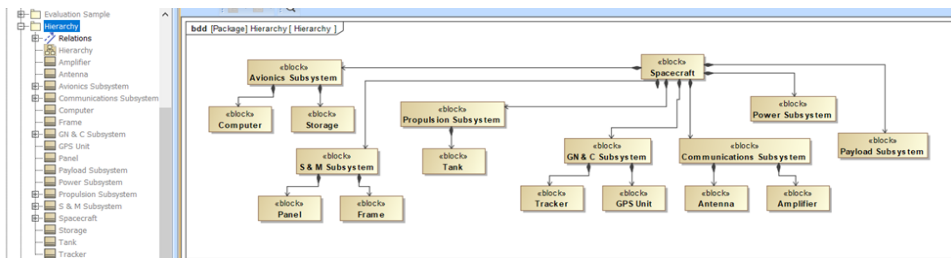 Evaluation Sample
Hierarchy
Relations
Hierarchy
Amplifier
Antenna
Avionics Subsystem
Communications Subsystem
Computer
Frame
GN & C Subsystem
GPS Unit
Panel
Payload Subsystem
Power Subsystem
Propulsion Subsystem
S & M Subsystem
Spacecraft
Storage
Tank
Tracker
bdd [Package] Hierarchy [ Hierarchy ]
«block»
Avionics Subsystem
«block»
Spacecraft
«block»
Computer
«block»
Storage
«block»
Propulsion Subsystem
«block»
Power Subsystem
«block»
Payload Subsystem
«block»
S & M Subsystem
«block»
Tank
«block»
GN & C Subsystem
«block»
Communications Subsystem
«block»
Panel
«block»
Frame
«block»
Tracker
«block»
GPS Unit
«block»
Antenna
«block»
Amplifier